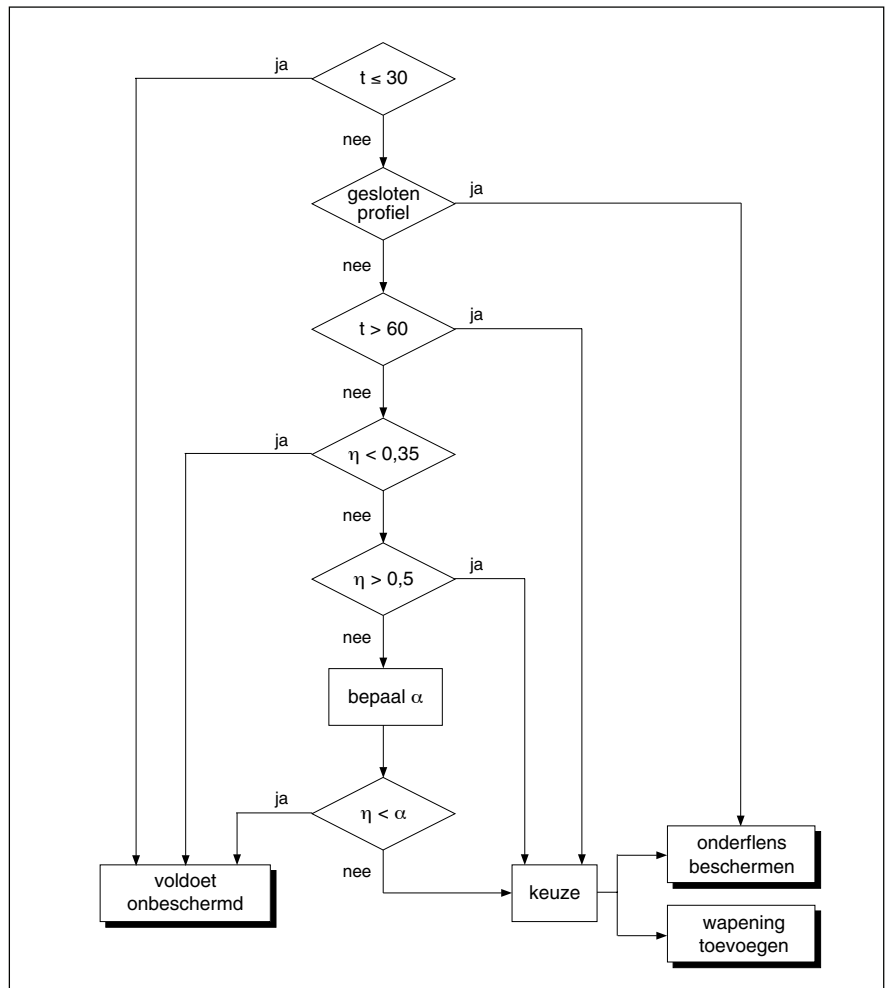 ja
t ≤ 30
nee
gesloten
profiel
ja
nee
t > 60
ja
nee
ja
η < 0,35
nee
η > 0,5
ja
nee
bepaal α
ja
η < α
nee
voldoet
onbeschermd
keuze
onderflens
beschermen
wapening
toevoegen